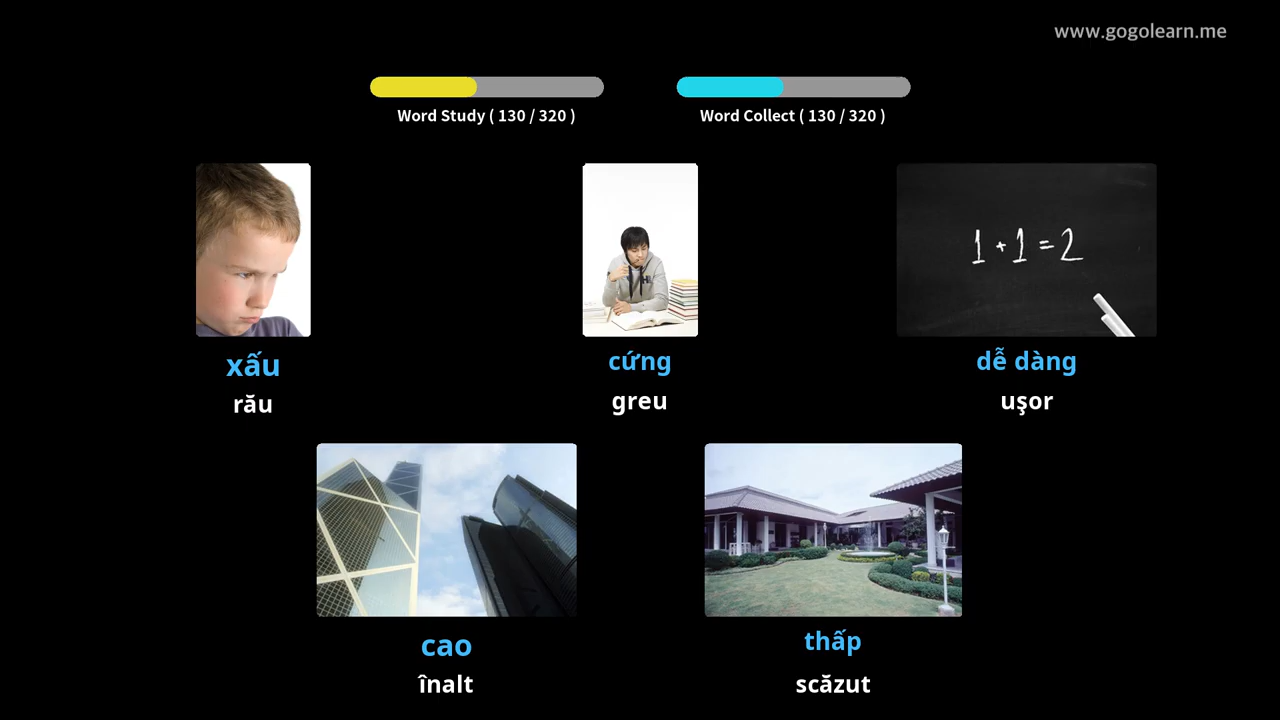 www.gogolearn.me
Word Study ( 130 / 320 )
Word Collect ( 130 / 320 )
1 + 1 = 2
xấu
rău
cứng
greu
dễ dàng
uşor
cao
înalt
thấp
scăzut